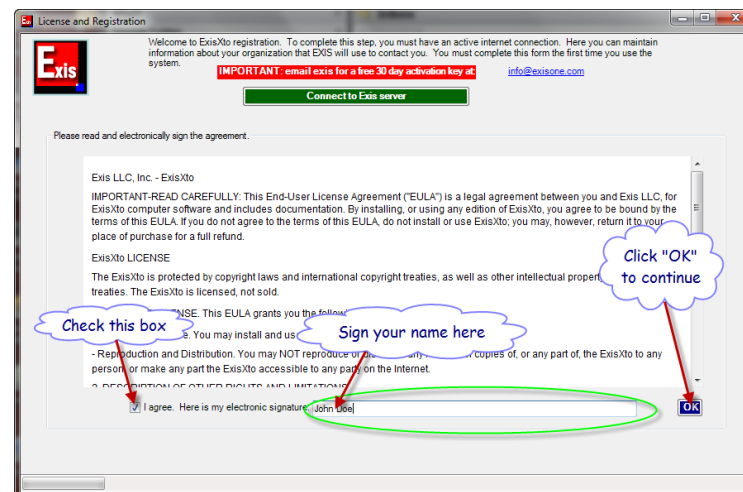 License and Registration
Exis
Welcome to ExisXto registration. To complete this step, you must have an active internet connection. Here you can maintain
information about your organization that EXIS will use to contact you. You must complete this form the first time you use the
system.
IMPORTANT: email exis for a free 30 day activation key at:
info@exisone.com
Connect to Exis server
Please read and electronically sign the agreement.
Exis LLC, Inc. - ExisXto
IMPORTANT-READ CAREFULLY: This End-User License Agreement ("EULA") is a legal agreement between you and Exis LLC, for
ExisXto computer software and includes documentation. By installing, or using any edition of ExisXto, you agree to be bound by the
terms of this EULA. If you do not agree to the terms of this EULA, do not install or use ExisXto; you may, however, return it to your
place of purchase for a full refund.
ExisXto LICENSE
The ExisXto is protected by copyright laws and international copyright treaties, as well as other intellectual
treaties. The ExisXto is licensed, not sold.
Click "OK"
to continue
This EULA grants you the
Check this box
You may install and
Sign your name here
- Reproduction and Distribution. You may NOT reproduce or copies of, or any part of, the ExisXto to any
person, or make any part the ExisXto accessible to any party on the Internet.
2. DESCRIPTION OF OTHER RIGHTS AND LIMITATIONS
I agree. Here is my electronic signature
John Doe
OK